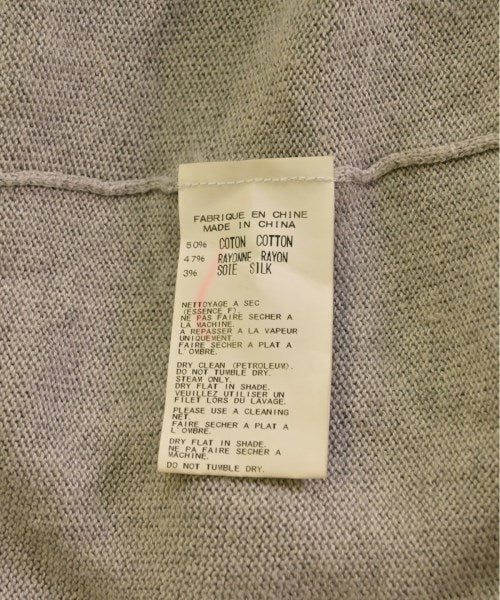 FABRIQUE EN CHINE
MADE IN CHINA
50% COTON COTTON
47% RAYONNE RAYON
3% SOIE SILK
NETTOYAGE A SEC
(ESSENCE F).
NE PAS FAIRE SECHER A
LA MACHINE.
A REPASSER A LA VAPEUR
UNIQUEMENT.
FAIRE SECHER A PLAT A
L'OMBRE.
DRY CLEAN (PETROLEUM).
DO NOT TUMBLE DRY.
STEAM ONLY.
DRY FLAT IN SHADE.
VEUILLEZ UTILISER UN
FILET LORS DU LAVAGE.
PLEASE USE A CLEANING
NET.
FAIRE SECHER A PLAT A
L'OMBRE.
DRY FLAT IN SHADE.
NE PA FAIRE SECHER A
MACHINE.
DO NOT TUMBLE DRY.